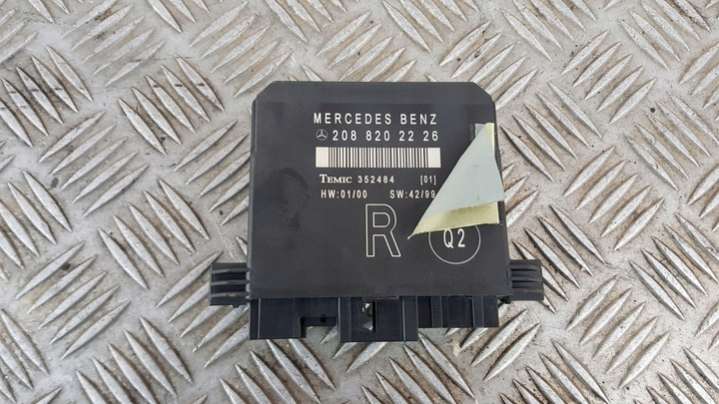 MERCEDES BENZ
208 820 22 26
TEMIC 352484 [01]
HW:01/00 SW:42/99
R
Q2